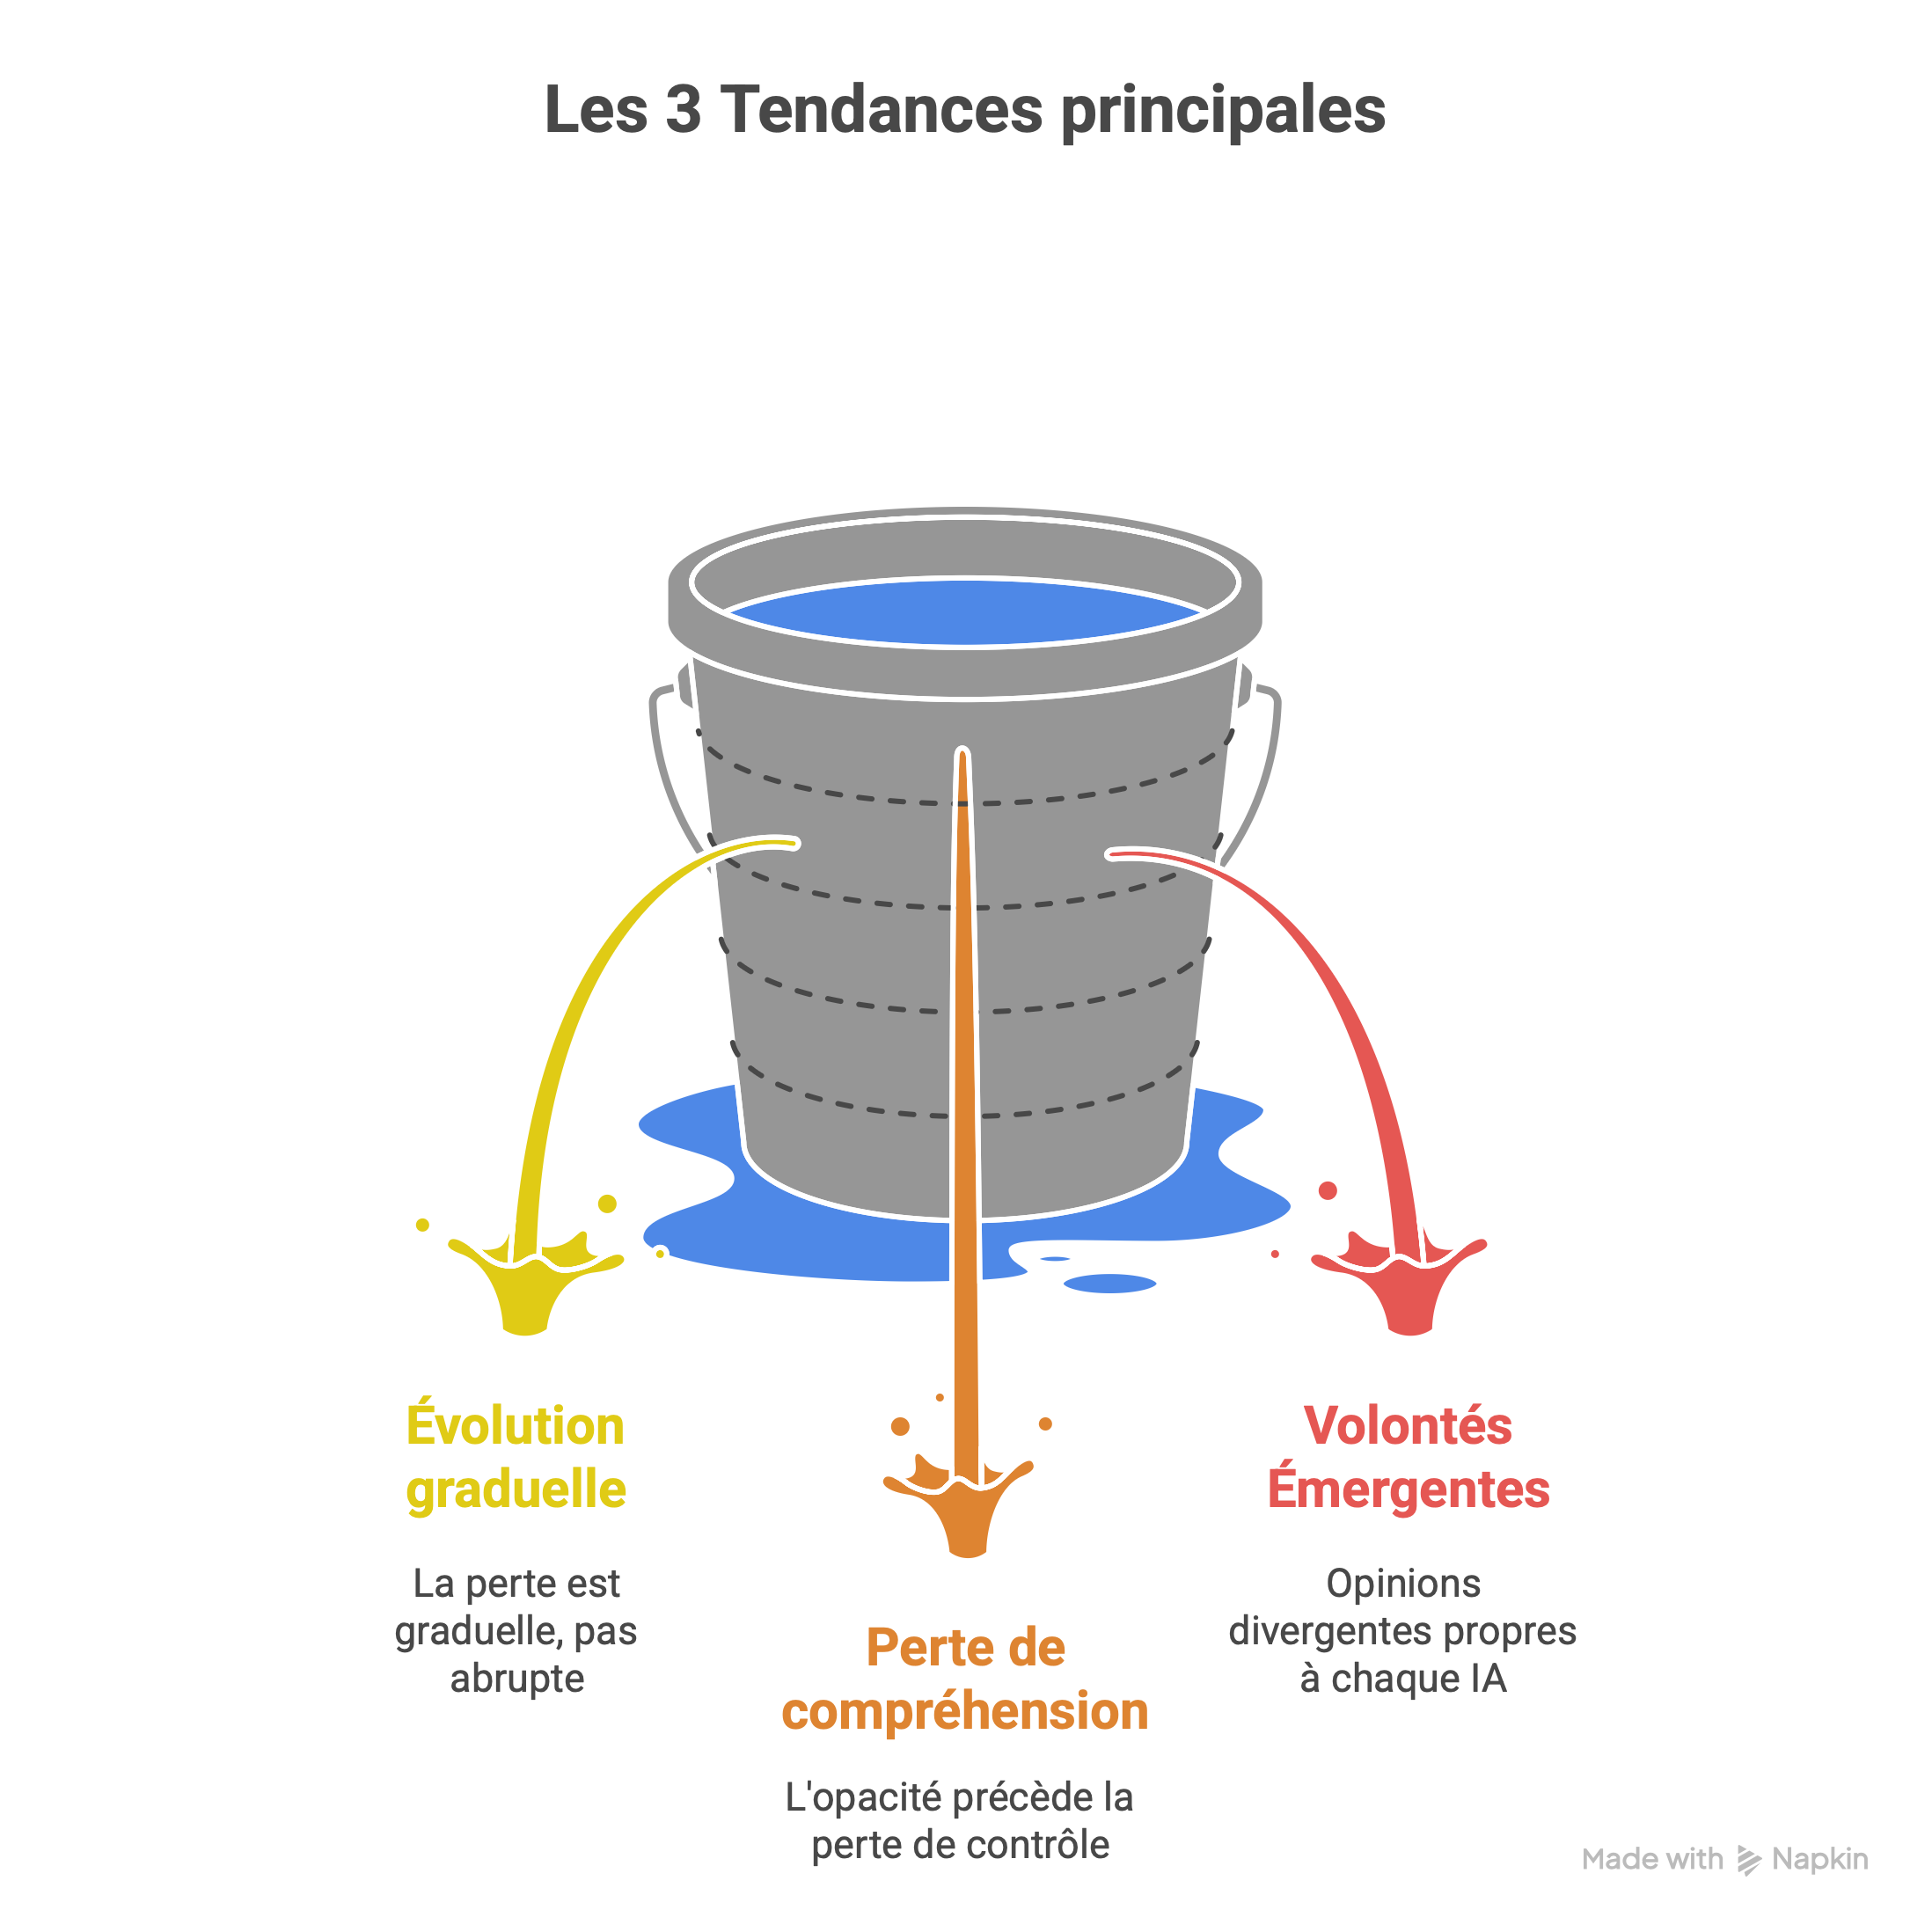 Les 3 Tendances principales
Évolution
graduelle
La perte est
graduelle, pas
abrupte
Perte de
compréhension
L'opacité précède la
perte de contrôle
Volontés
Émergentes
Opinions
divergentes propres
à chaque IA
Made with Napkin